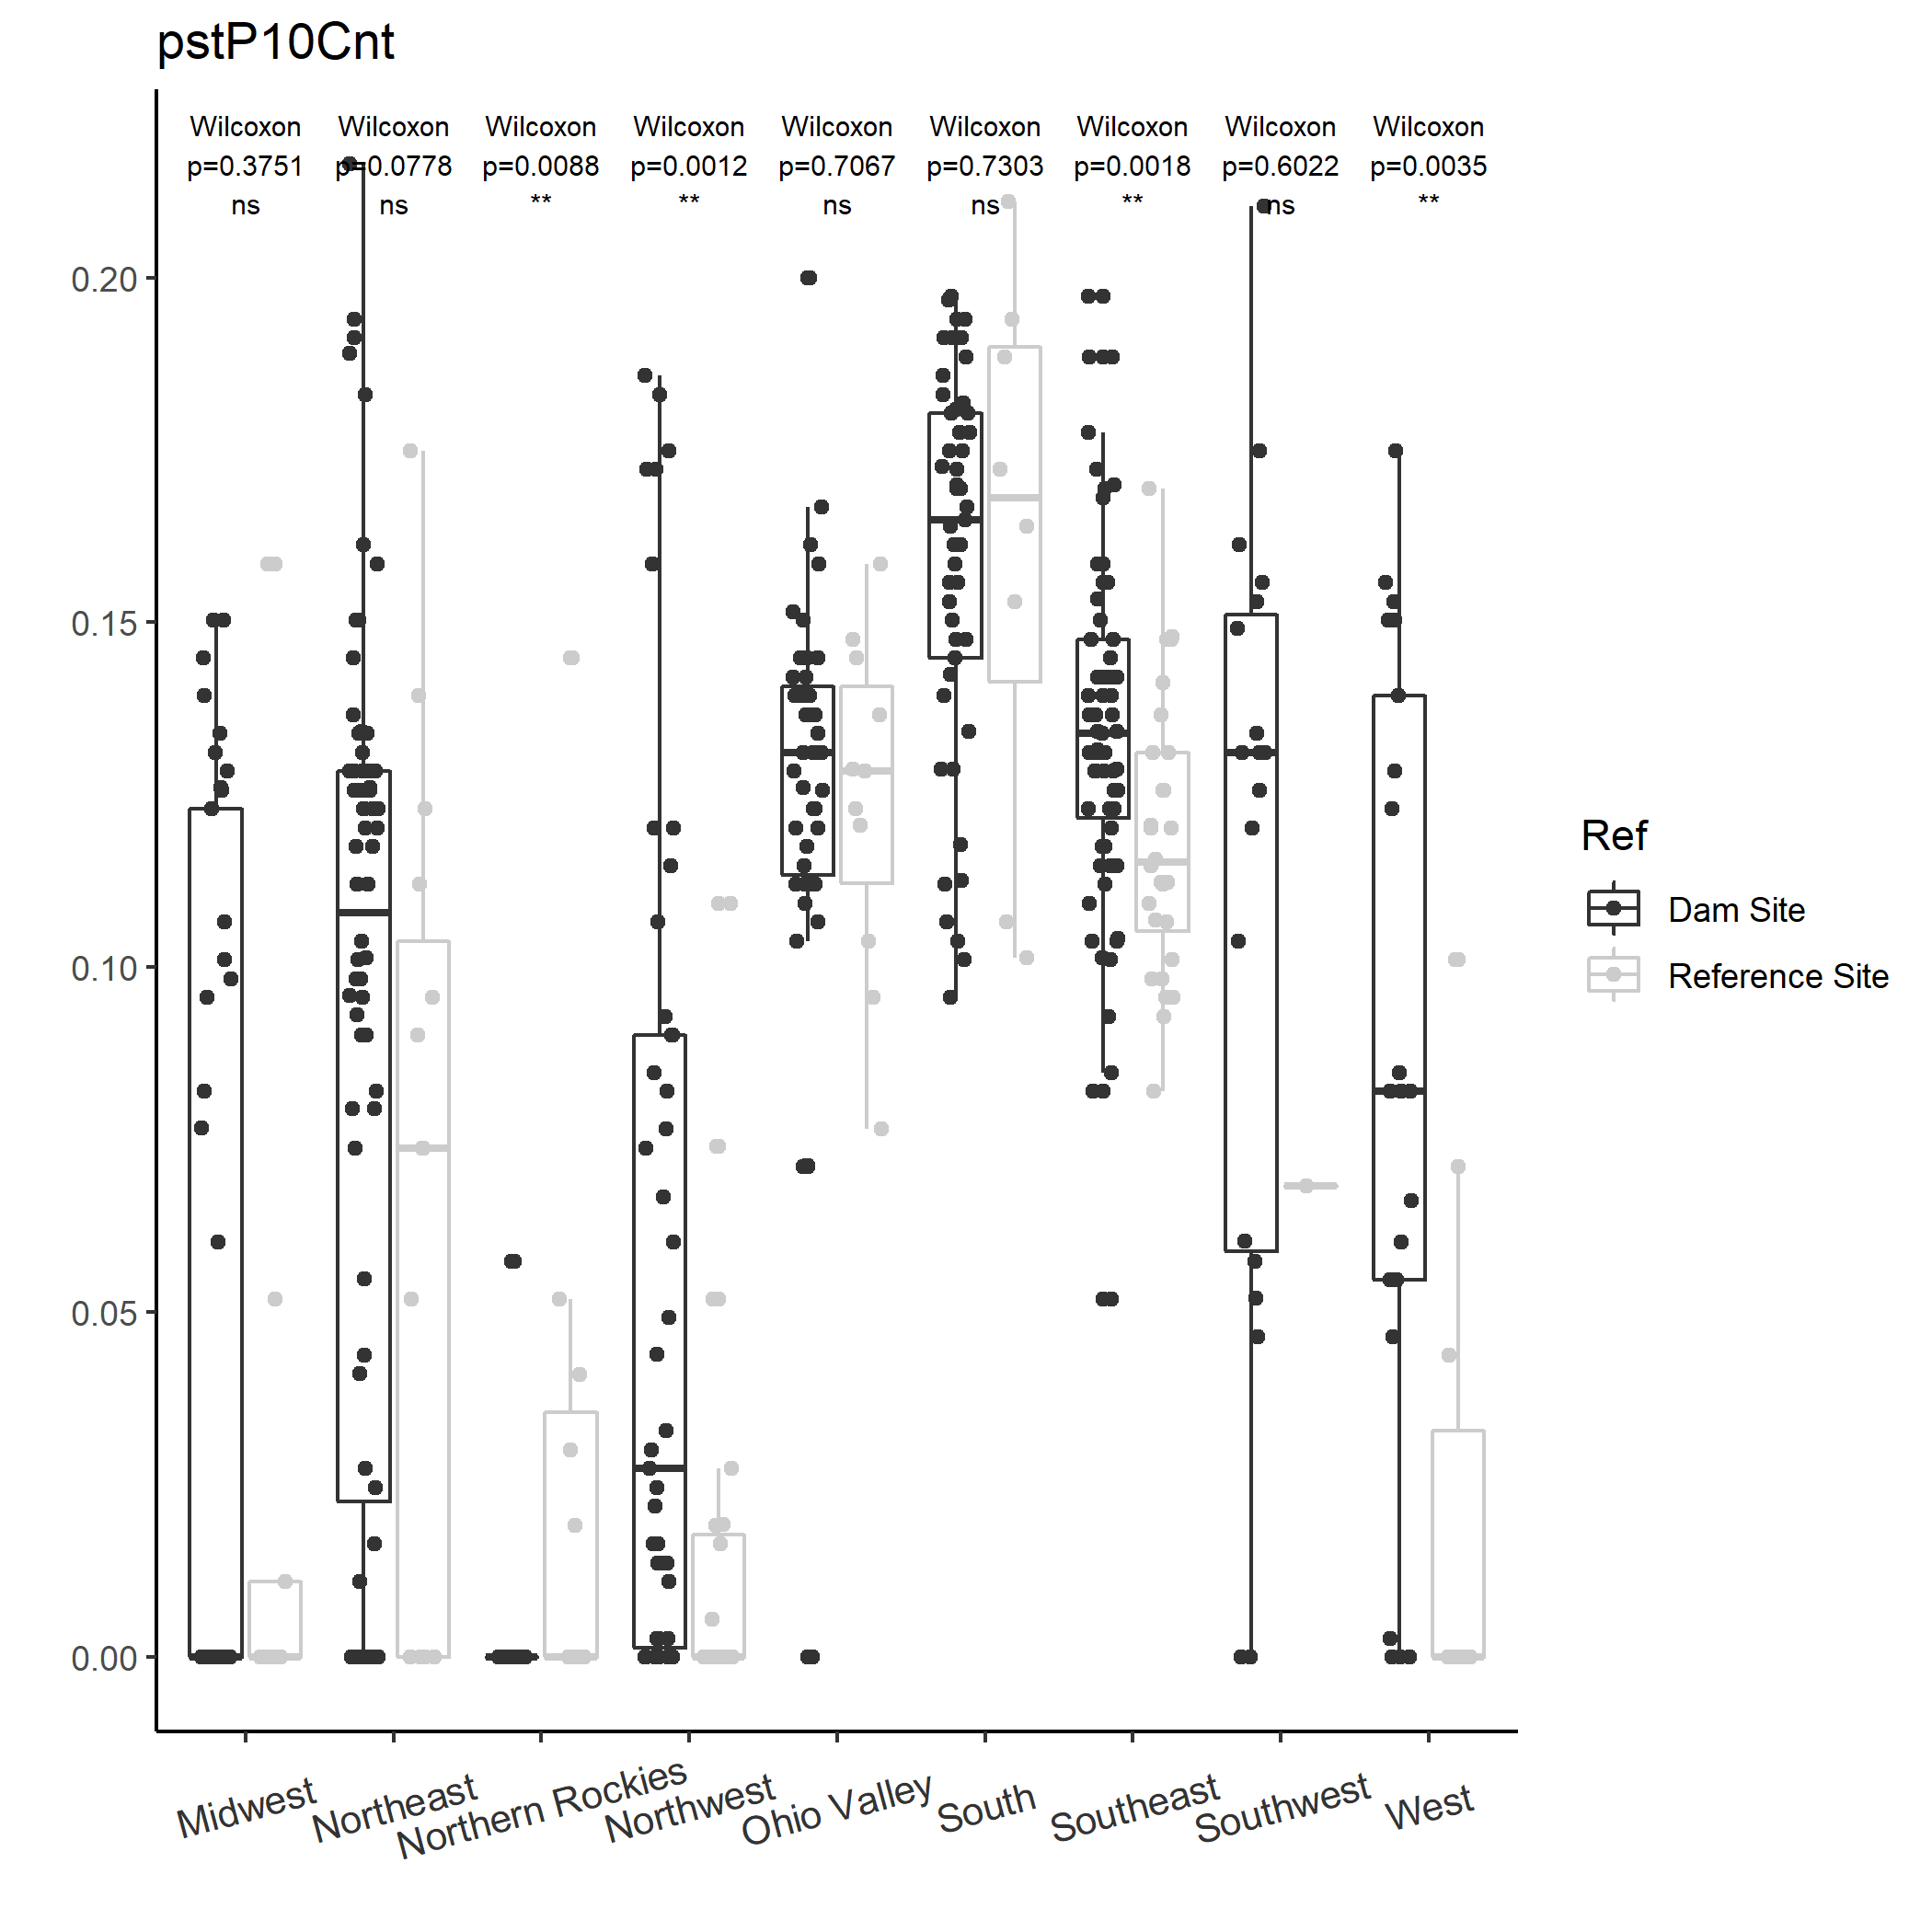 pstP10Cnt
Wilcoxon Wilcoxon Wilcoxon Wilcoxon Wilcoxon Wilcoxon Wilcoxon Wilcoxon Wilcoxon
p=0.3751 p=0.0778 p=0.0088 p=0.0012 p=0.7067 p=0.7303 p=0.0018 p=0.6022 p=0.0035
ns ns ** ** ns ns ** ns **
0.20
0.15
0.10
0.05
0.00
Midwest Northeast Northern Rockies Northwest Ohio Valley South Southeast Southwest West
Ref
Dam Site
Reference Site